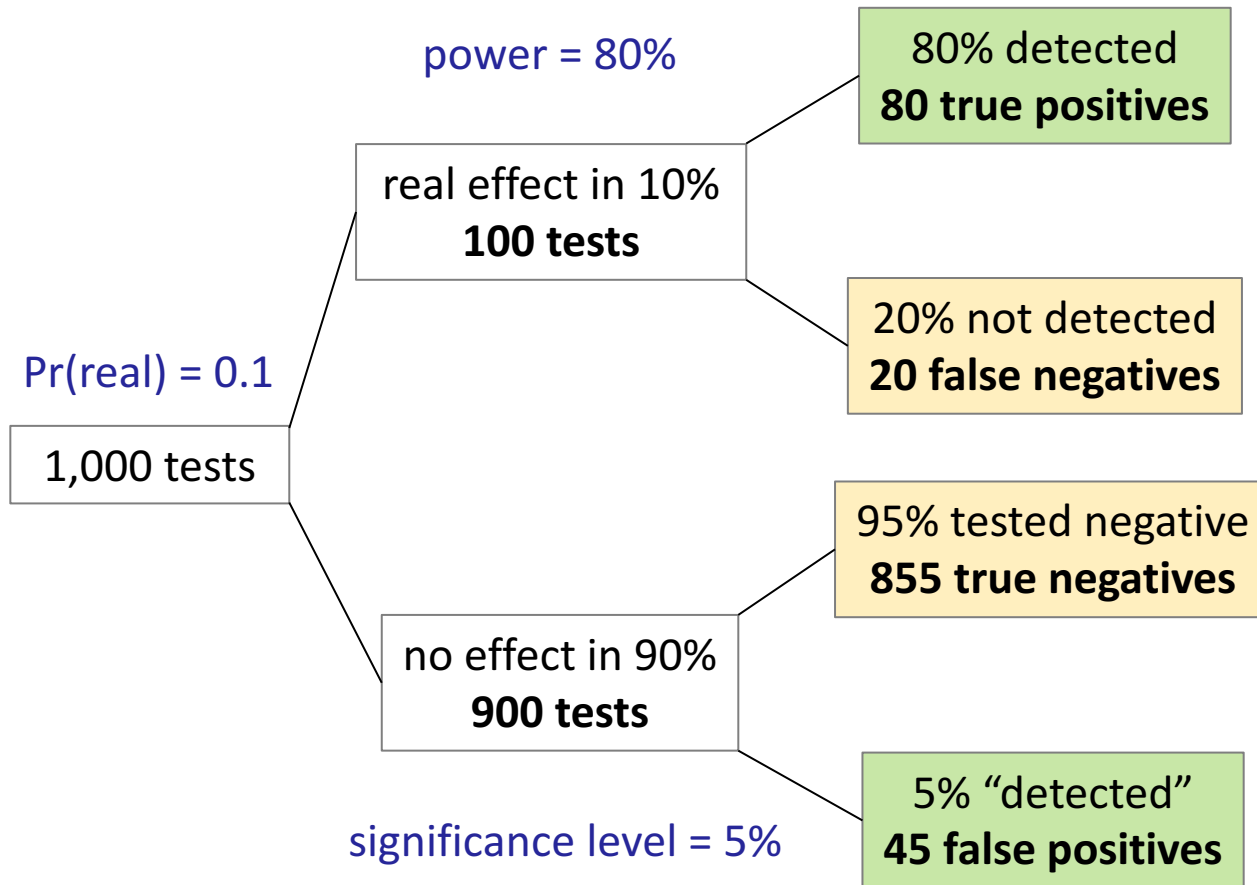 power = 80%
80% detected
80 true positives
real effect in 10%
100 tests
20% not detected
20 false negatives
Pr(real) = 0.1
1,000 tests
95% tested negative
855 true negatives
no effect in 90%
900 tests
5% “detected”
45 false positives
significance level = 5%